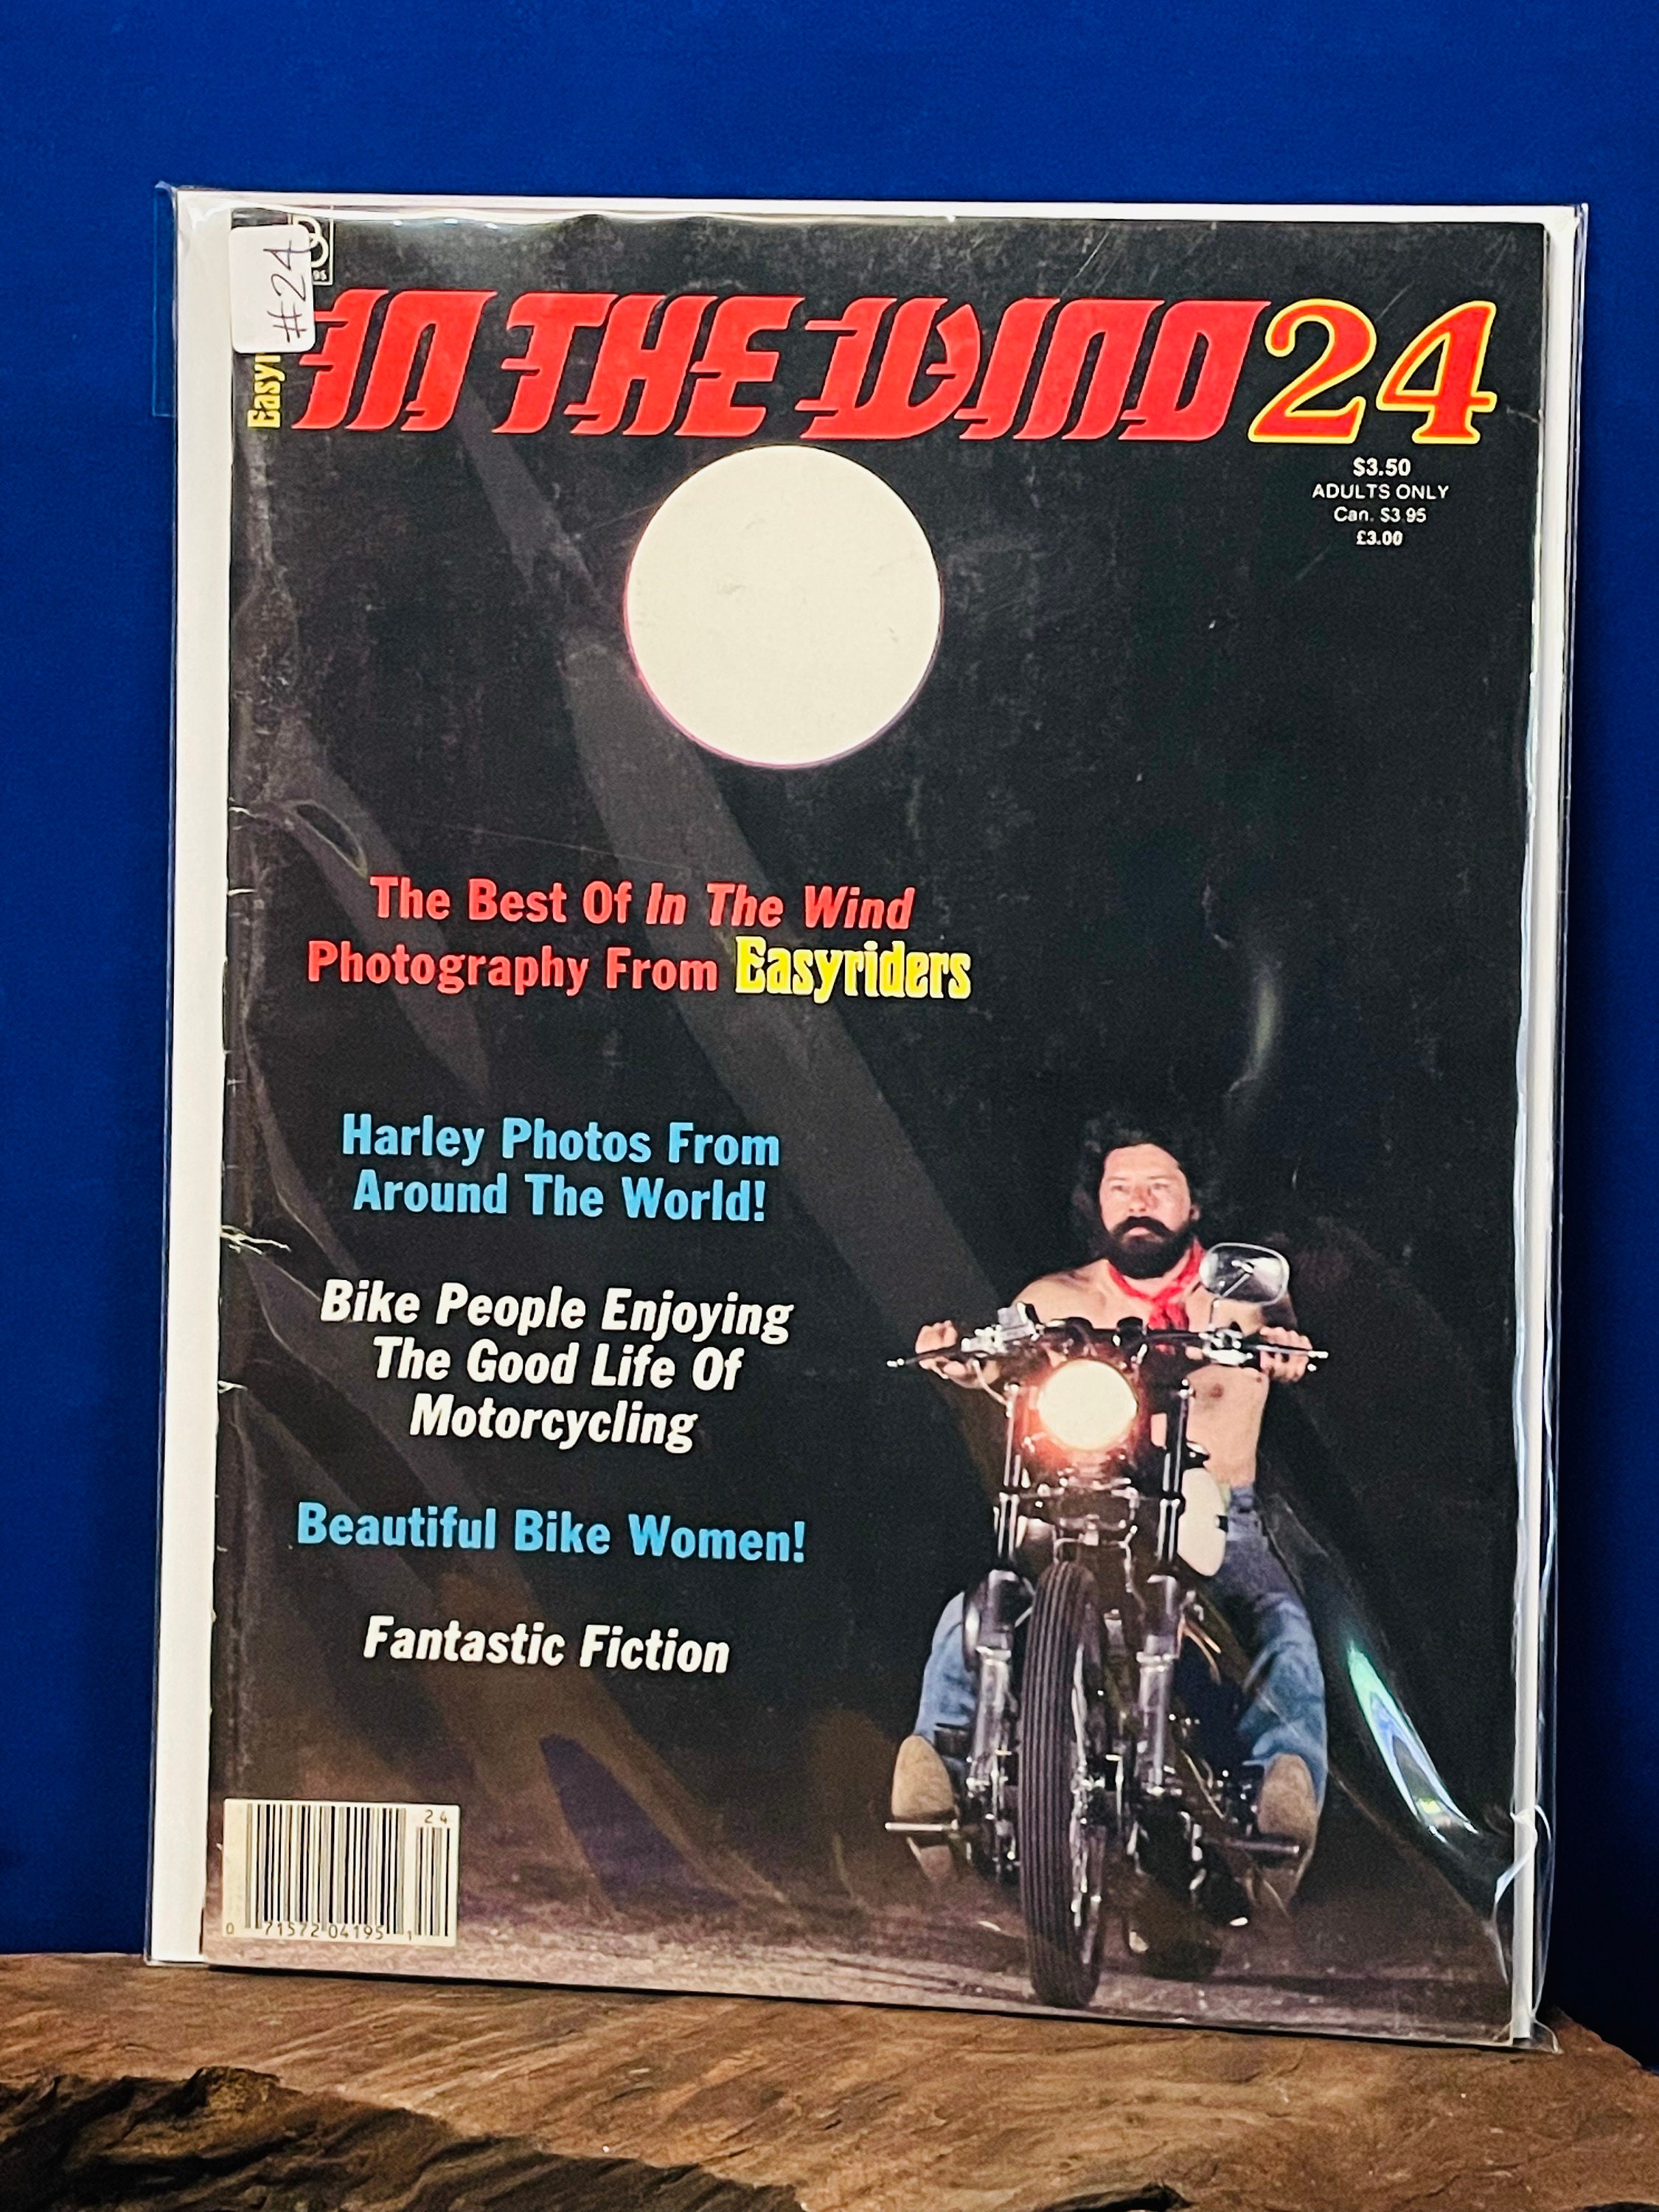 #24
95
Easyr
IN THE WIND 24
$3.50
ADULTS ONLY
Can. $3.95
£3.00
The Best Of In The Wind
Photography From Easyriders
Harley Photos From
Around The World!
Bike People Enjoying
The Good Life Of
Motorcycling
Beautiful Bike Women!
Fantastic Fiction
24
0 71572 04195 1